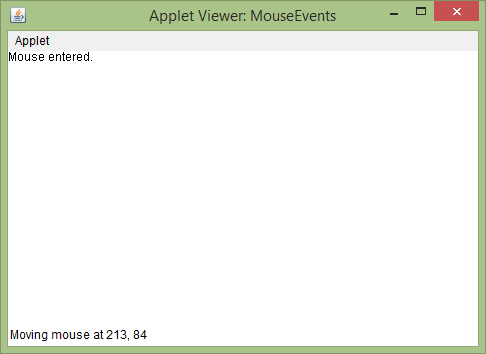 Applet Viewer: MouseEvents
Applet
Mouse entered.
Moving mouse at 213, 84